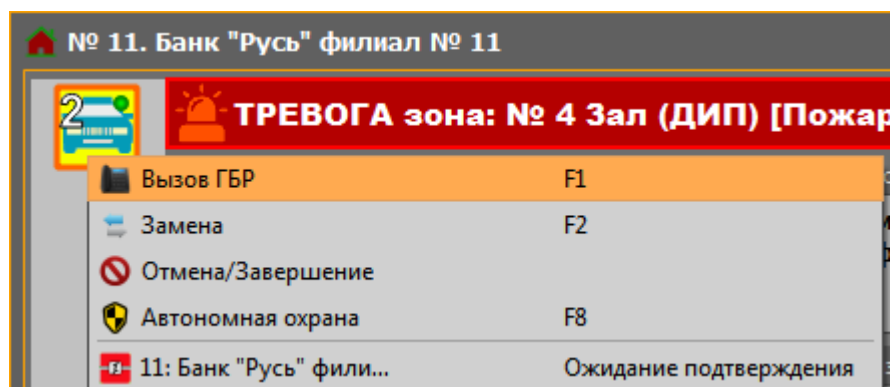 № 11. Банк "Русь" филиал № 11
2
ТРЕВОГА зона: № 4 Зал (ДИП)
Вызов ГБР F1
Замена F2
Отмена/Завершение
Автономная охрана F8
11: Банк "Русь" фили... Ожидание подтверждения